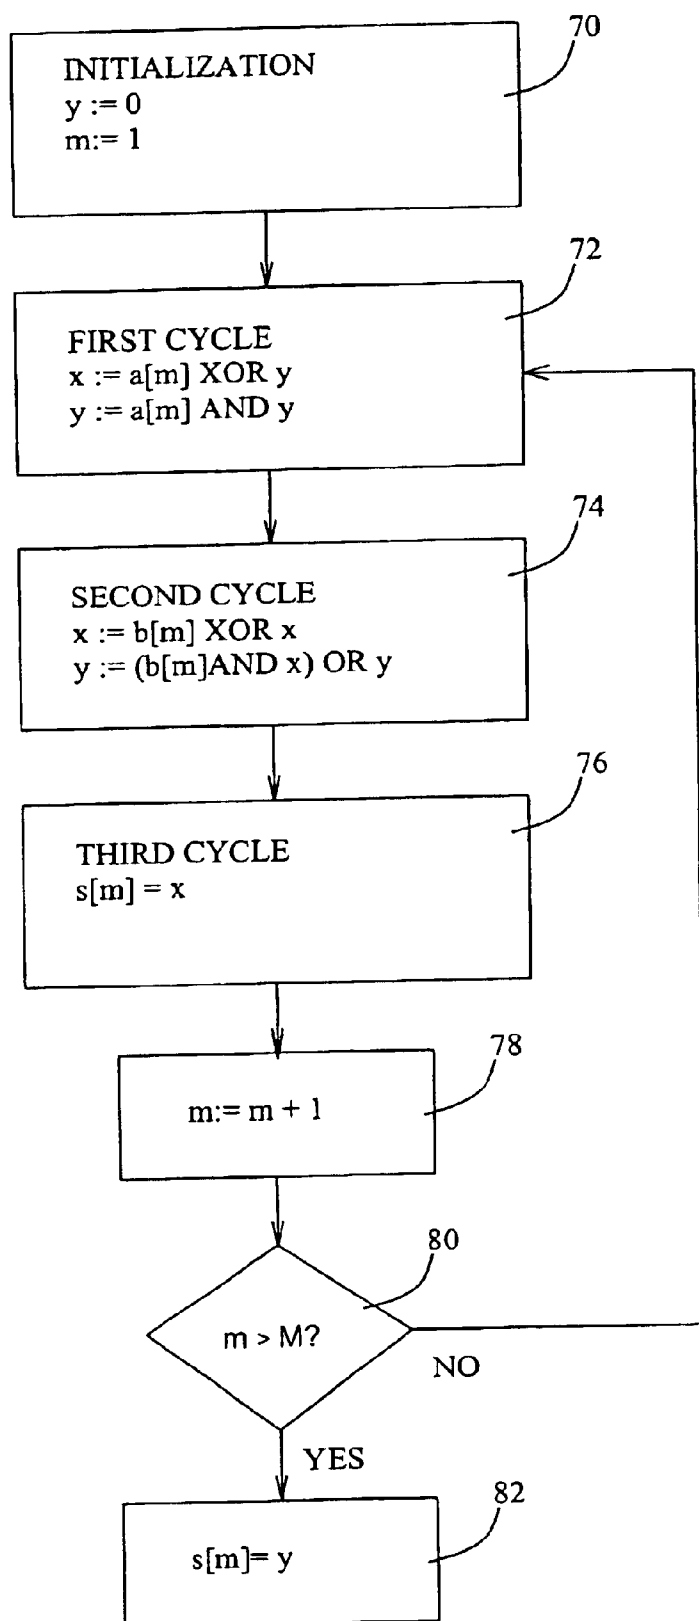 70
INITIALIZATION
y := 0
m:= 1
72
FIRST CYCLE
x := a[m] XOR y
y := a[m] AND y
74
SECOND CYCLE
x := b[m] XOR x
y := (b[m]AND x) OR y
76
THIRD CYCLE
s[m] = x
78
m:= m + 1
80
m > M?
NO
YES
82
s[m]= y